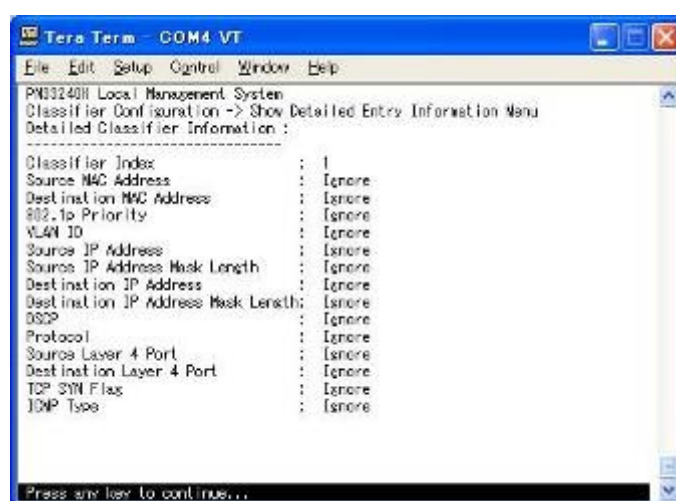 Tera Term - COM4 VT
File Edit Setup Control Window Help
PN33240H Local Management System
Classifier Configuration -> Show Detailed Entry Information Menu
Detailed Classifier Information :
--------------------------------
Classifier Index : 1
Source MAC Address : Ignore
Destination MAC Address : Ignore
802.1p Priority : Ignore
VLAN ID : Ignore
Source IP Address : Ignore
Source IP Address Mask Length : Ignore
Destination IP Address : Ignore
Destination IP Address Mask Length: Ignore
DSCP : Ignore
Protocol : Ignore
Source Layer 4 Port : Ignore
Destination Layer 4 Port : Ignore
TCP SYN Flag : Ignore
ICMP Type : Ignore
Press any key to continue...